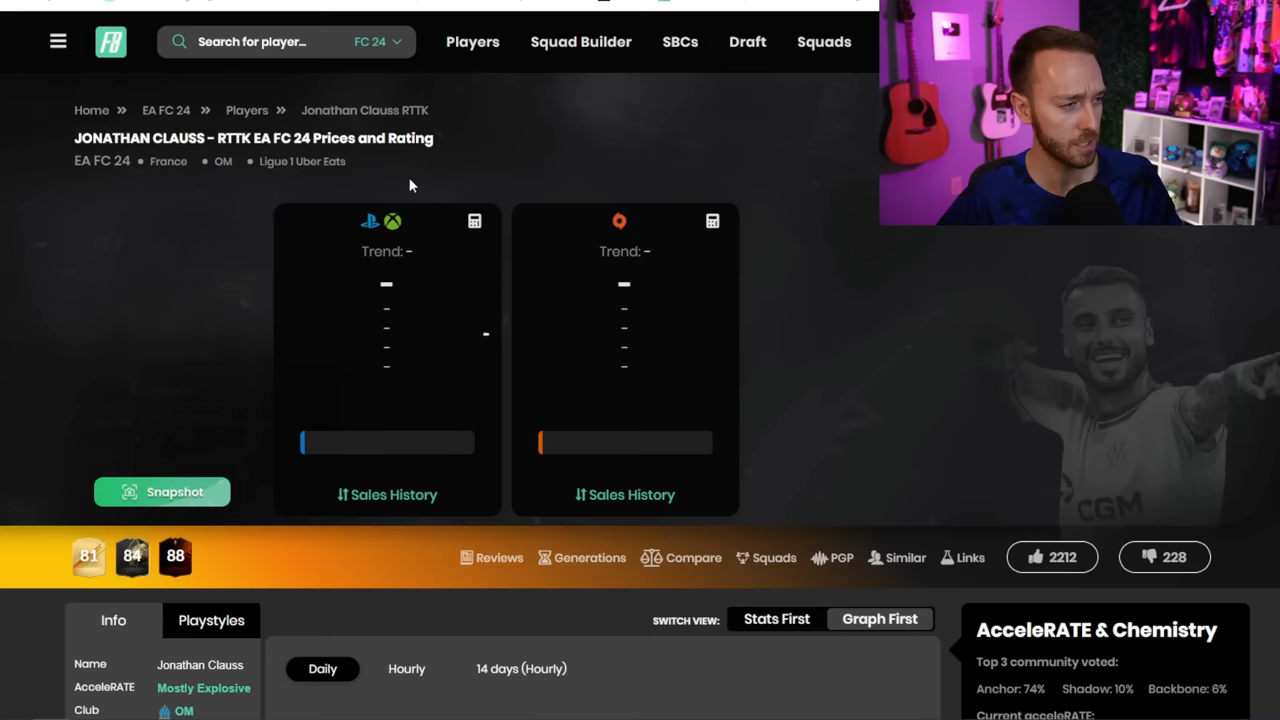 FB
Search for player...
FC 24
Players
Squad Builder
SBCs
Draft
Squads
Home » EA FC 24 » Players » Jonathan Clauss RTTK
JONATHAN CLAUSS - RTTK EA FC 24 Prices and Rating
EA FC 24 • France • OM • Ligue 1 Uber Eats
Trend: -
-
-
-
-
-
-
Sales History
Trend: -
-
-
-
-
-
Sales History
Snapshot
CGM
81
84
88
Reviews
Generations
Compare
Squads
PGP
Similar
Links
2212
228
Info
Playstyles
SWITCH VIEW:
Stats First
Graph First
Name Jonathan Clauss
AcceleRATE Mostly Explosive
Club OM
Daily
Hourly
14 days (Hourly)
AcceleRATE & Chemistry
Top 3 community voted:
Anchor: 74%
Shadow: 10%
Backbone: 6%
Current acceleRATE: